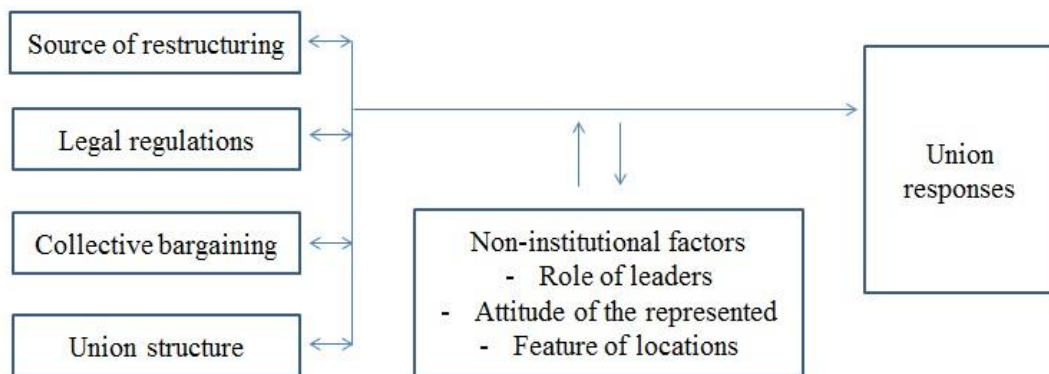 Source of restructuring
Legal regulations
Collective bargaining
Union structure
Non-institutional factors
- Role of leaders
- Attitude of the represented
- Feature of locations
Union
responses